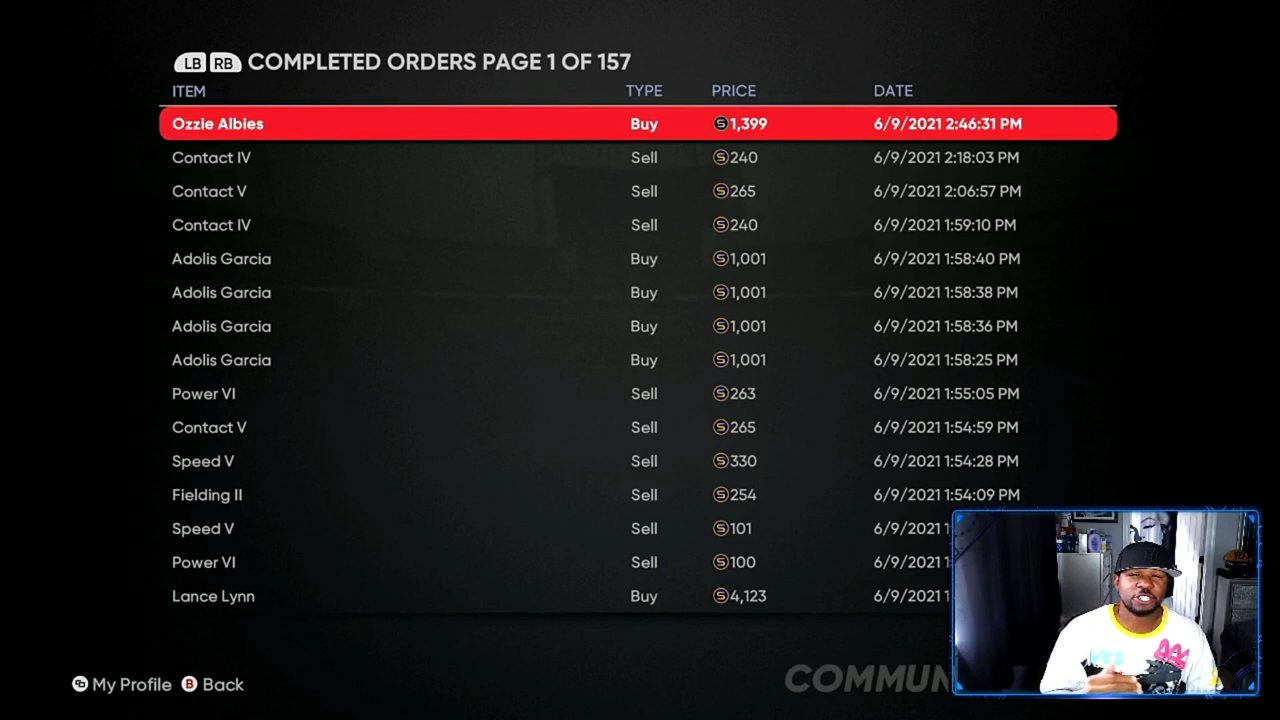 LB RB COMPLETED ORDERS PAGE 1 OF 157
ITEM TYPE PRICE DATE
Ozzie Albies Buy S 1,399 6/9/2021 2:46:31 PM
Contact IV Sell S 240 6/9/2021 2:18:03 PM
Contact V Sell S 265 6/9/2021 2:06:57 PM
Contact IV Sell S 240 6/9/2021 1:59:10 PM
Adolis Garcia Buy S 1,001 6/9/2021 1:58:40 PM
Adolis Garcia Buy S 1,001 6/9/2021 1:58:38 PM
Adolis Garcia Buy S 1,001 6/9/2021 1:58:36 PM
Adolis Garcia Buy S 1,001 6/9/2021 1:58:25 PM
Power VI Sell S 263 6/9/2021 1:55:05 PM
Contact V Sell S 265 6/9/2021 1:54:59 PM
Speed V Sell S 330 6/9/2021 1:54:28 PM
Fielding II Sell S 254 6/9/2021 1:54:09 PM
Speed V Sell S 101 6/9/2021 1
Power VI Sell S 100 6/9/2021 1
Lance Lynn Buy S 4,123 6/9/2021 1
My Profile B Back
COMMUN